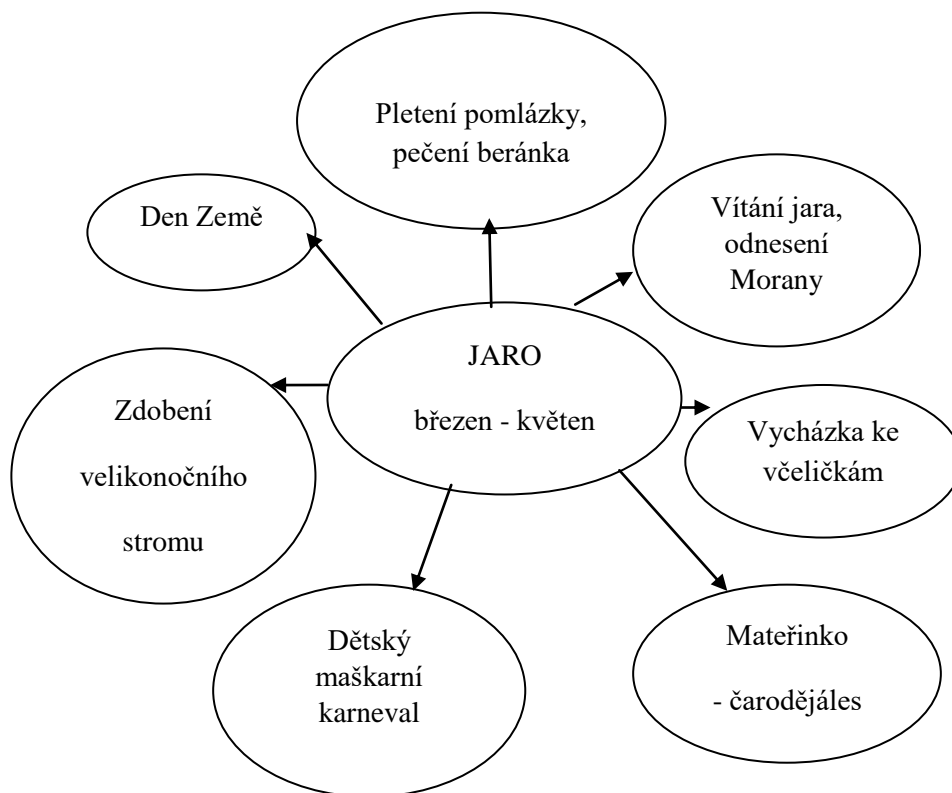 Pletení pomlázky,
pečení beránka
Den Země
Vítání jara,
odnesení
Morany
JARO
březen - květen
Zdobení
velikonočního
stromu
Vycházka ke
včeličkám
Dětský
maškarní
karneval
Mateřinko
- čarodějáles